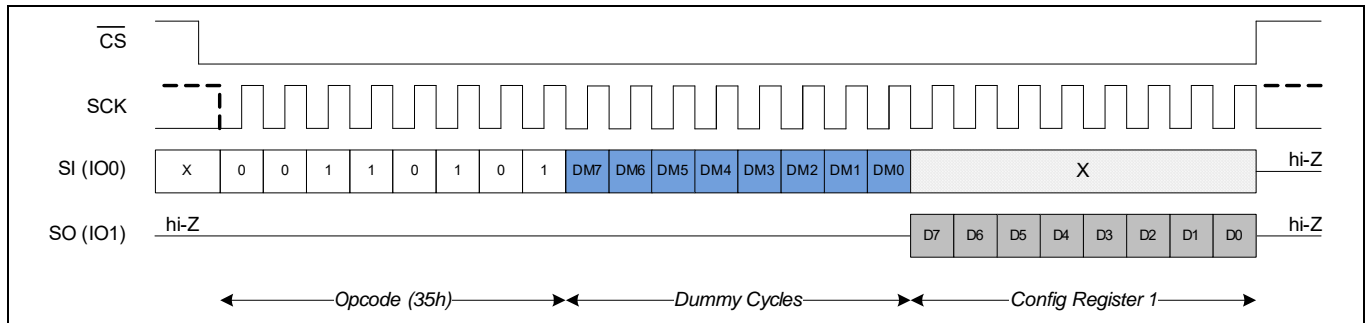 CS
SCK
SI (IO0) X 0 0 1 1 0 1 0 1 DM7 DM6 DM5 DM4 DM3 DM2 DM1 DM0 X hi-Z
SO (IO1) hi-Z D7 D6 D5 D4 D3 D2 D1 D0 hi-Z
Opcode (35h) Dummy Cycles Config Register 1